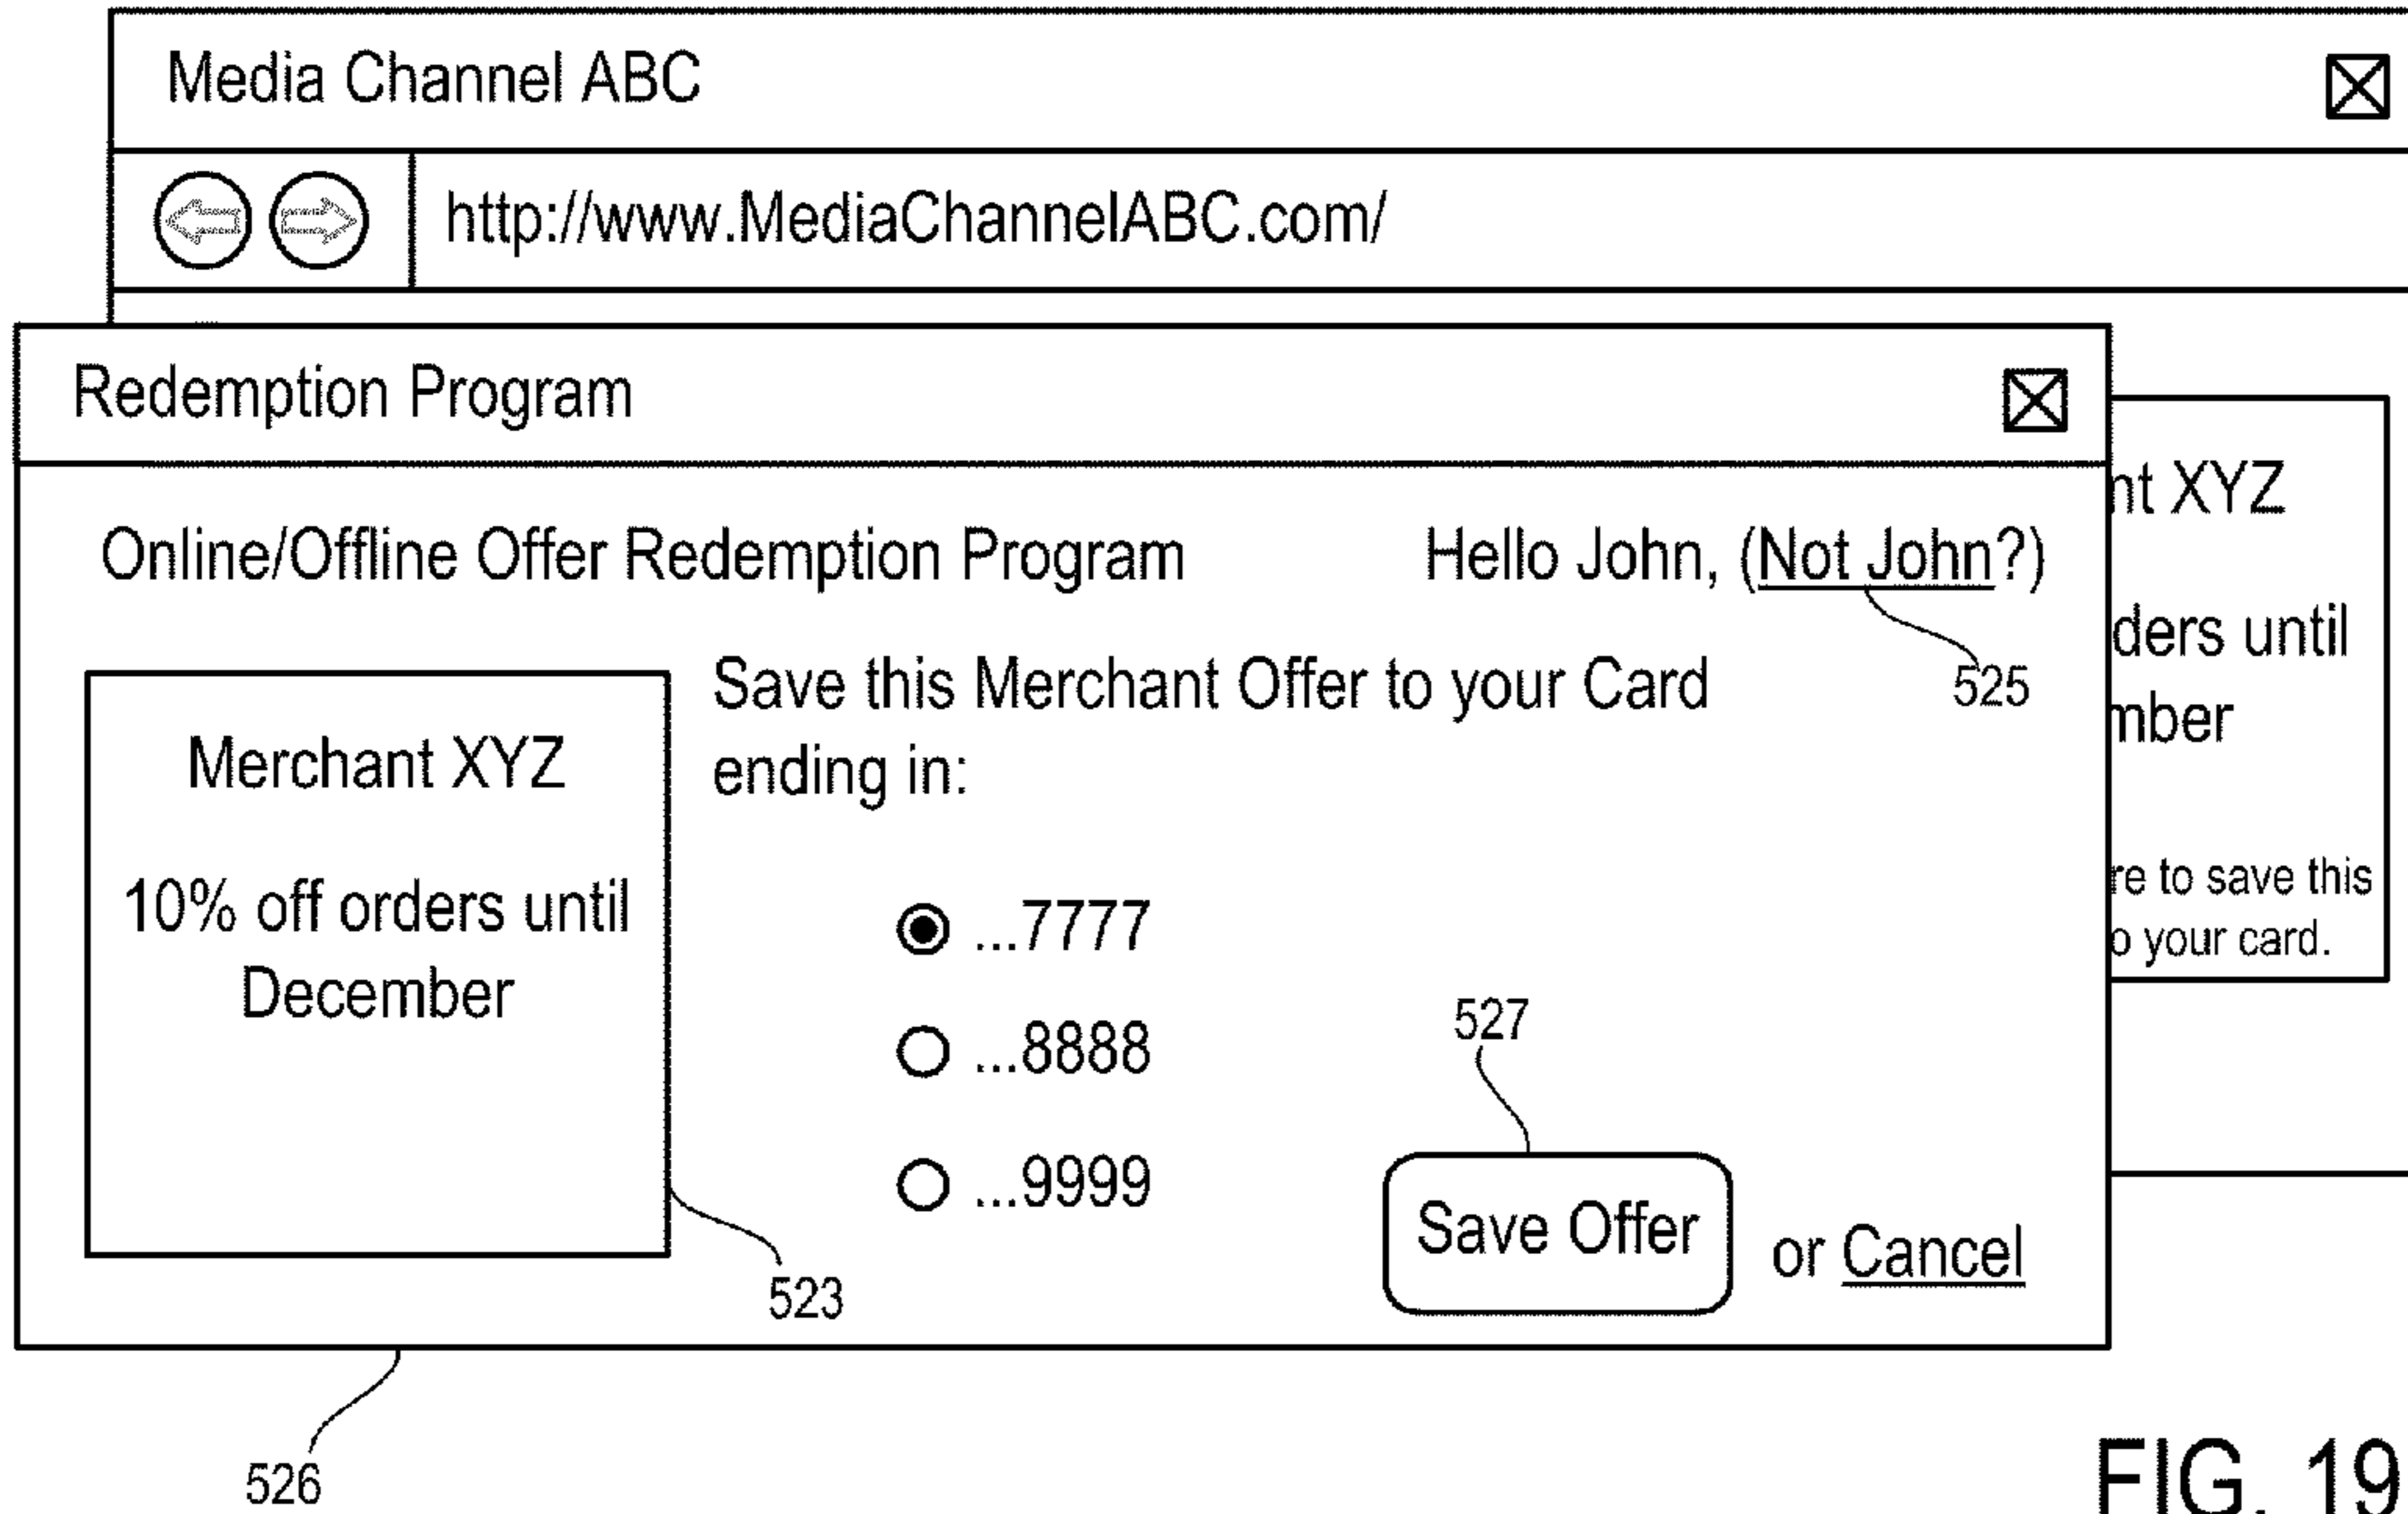 Media Channel ABC
http://www.MediaChannelABC.com/
Redemption Program
Online/Offline Offer Redemption Program
Hello John, (Not John?)
525
Save this Merchant Offer to your Card
ending in:
Merchant XYZ
10% off orders until
December
523
...7777
...8888
...9999
527
Save Offer
or Cancel
nt XYZ
ders until
mber
re to save this
o your card.
526
FIG. 19